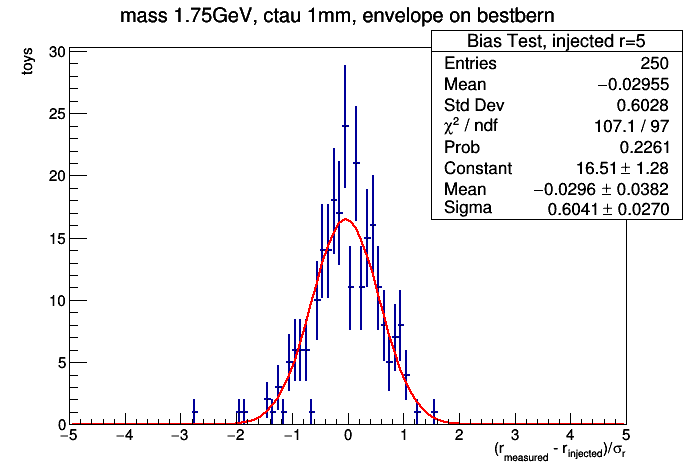 mass 1.75GeV, ctau 1mm, envelope on bestbern
Bias Test, injected r=5
Entries 250
Mean −0.02955
Std Dev 0.6028
χ² / ndf 107.1 / 97
Prob 0.2261
Constant 16.51 ± 1.28
Mean −0.0296 ± 0.0382
Sigma 0.6041 ± 0.0270
toys
30
25
20
15
10
5
0
−5 −4 −3 −2 −1 0 1 2 3 4 5
(r_measured - r_injected)/σ_r